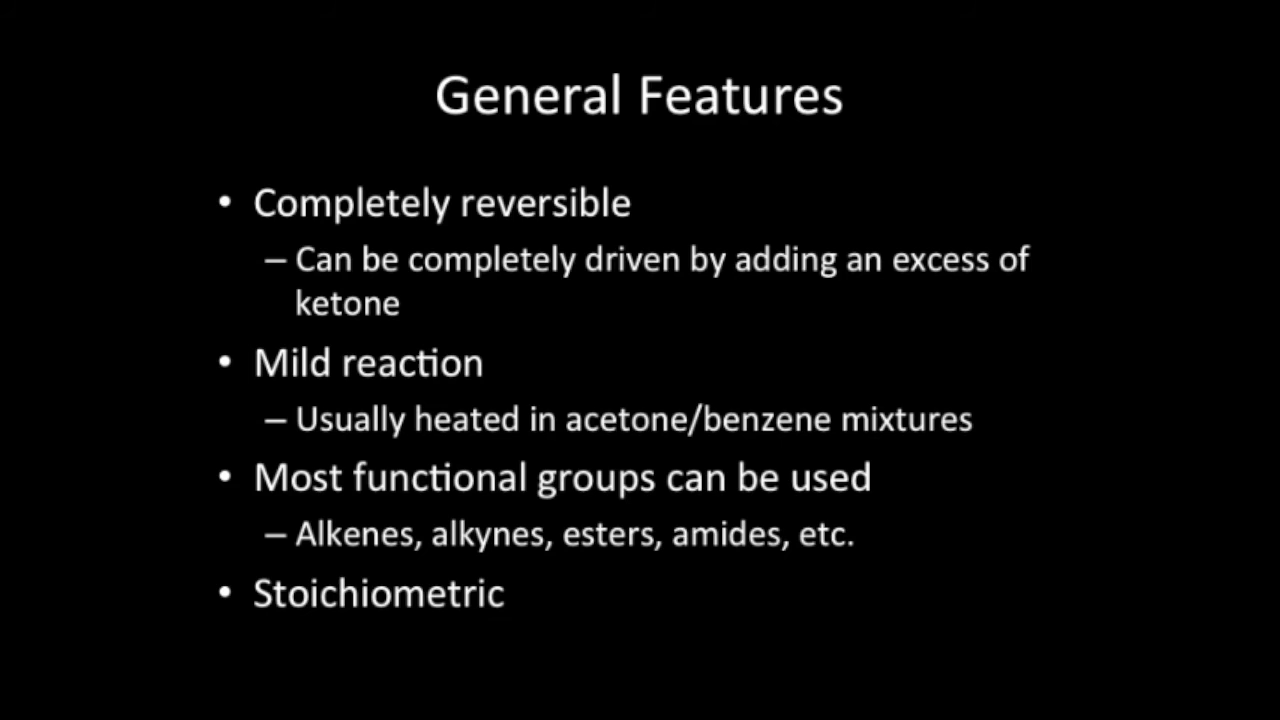 General Features
• Completely reversible
– Can be completely driven by adding an excess of
ketone
• Mild reaction
– Usually heated in acetone/benzene mixtures
• Most functional groups can be used
– Alkenes, alkynes, esters, amides, etc.
• Stoichiometric